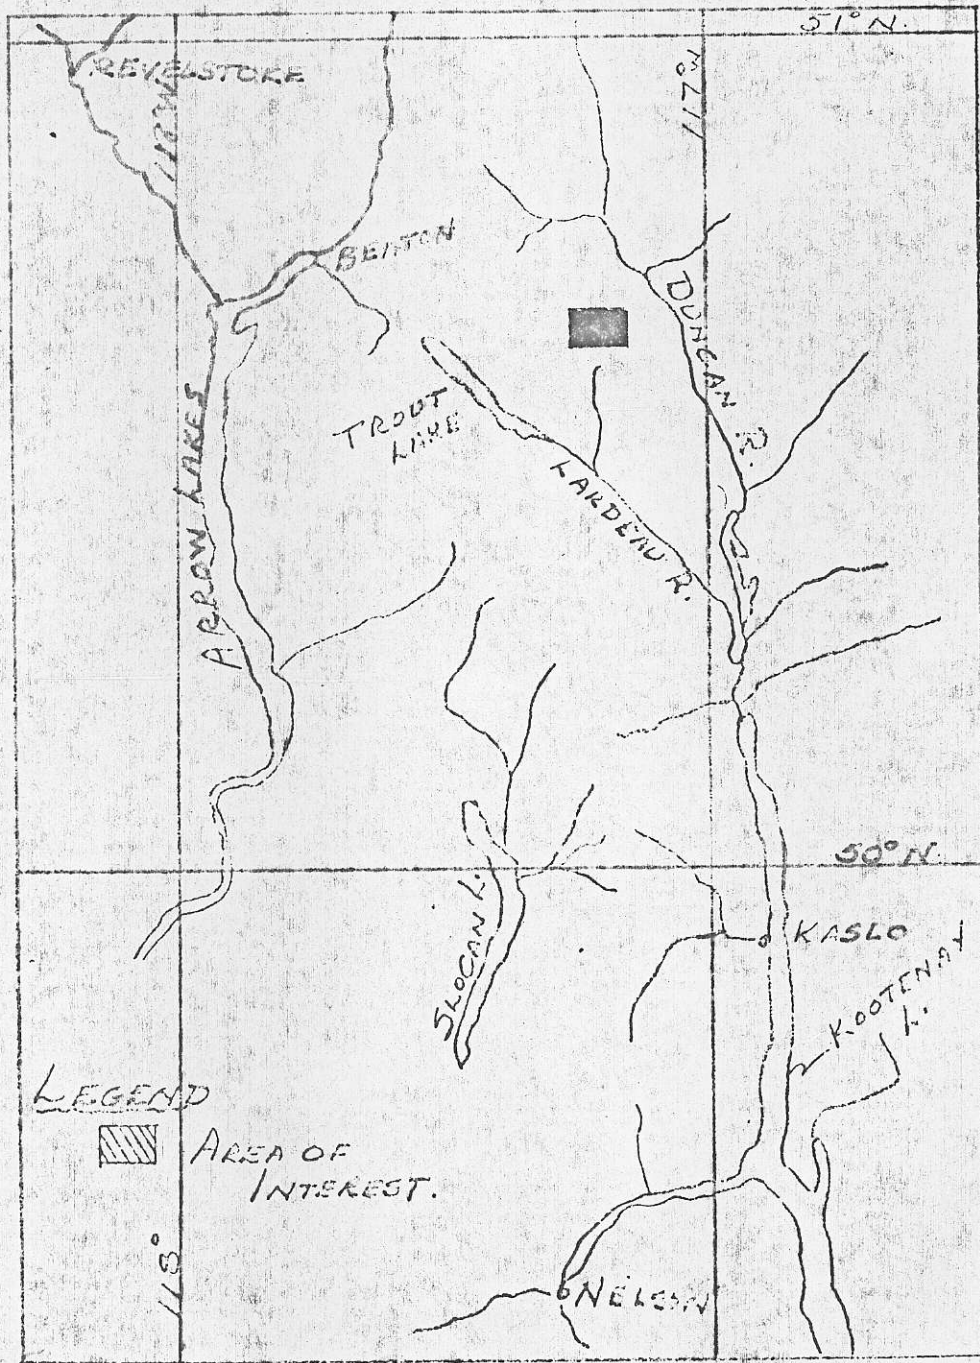 51° N.
REVELSTOKE
118°W
117°W
BEATON
DUNCAN R.
TROUT
LAKE
ARROW LAKES
LARDEAU R.
50° N.
SLOCAN L.
KASLO
KOOTENAY
L.
LEGEND
AREA OF
INTEREST.
118°
NELSON